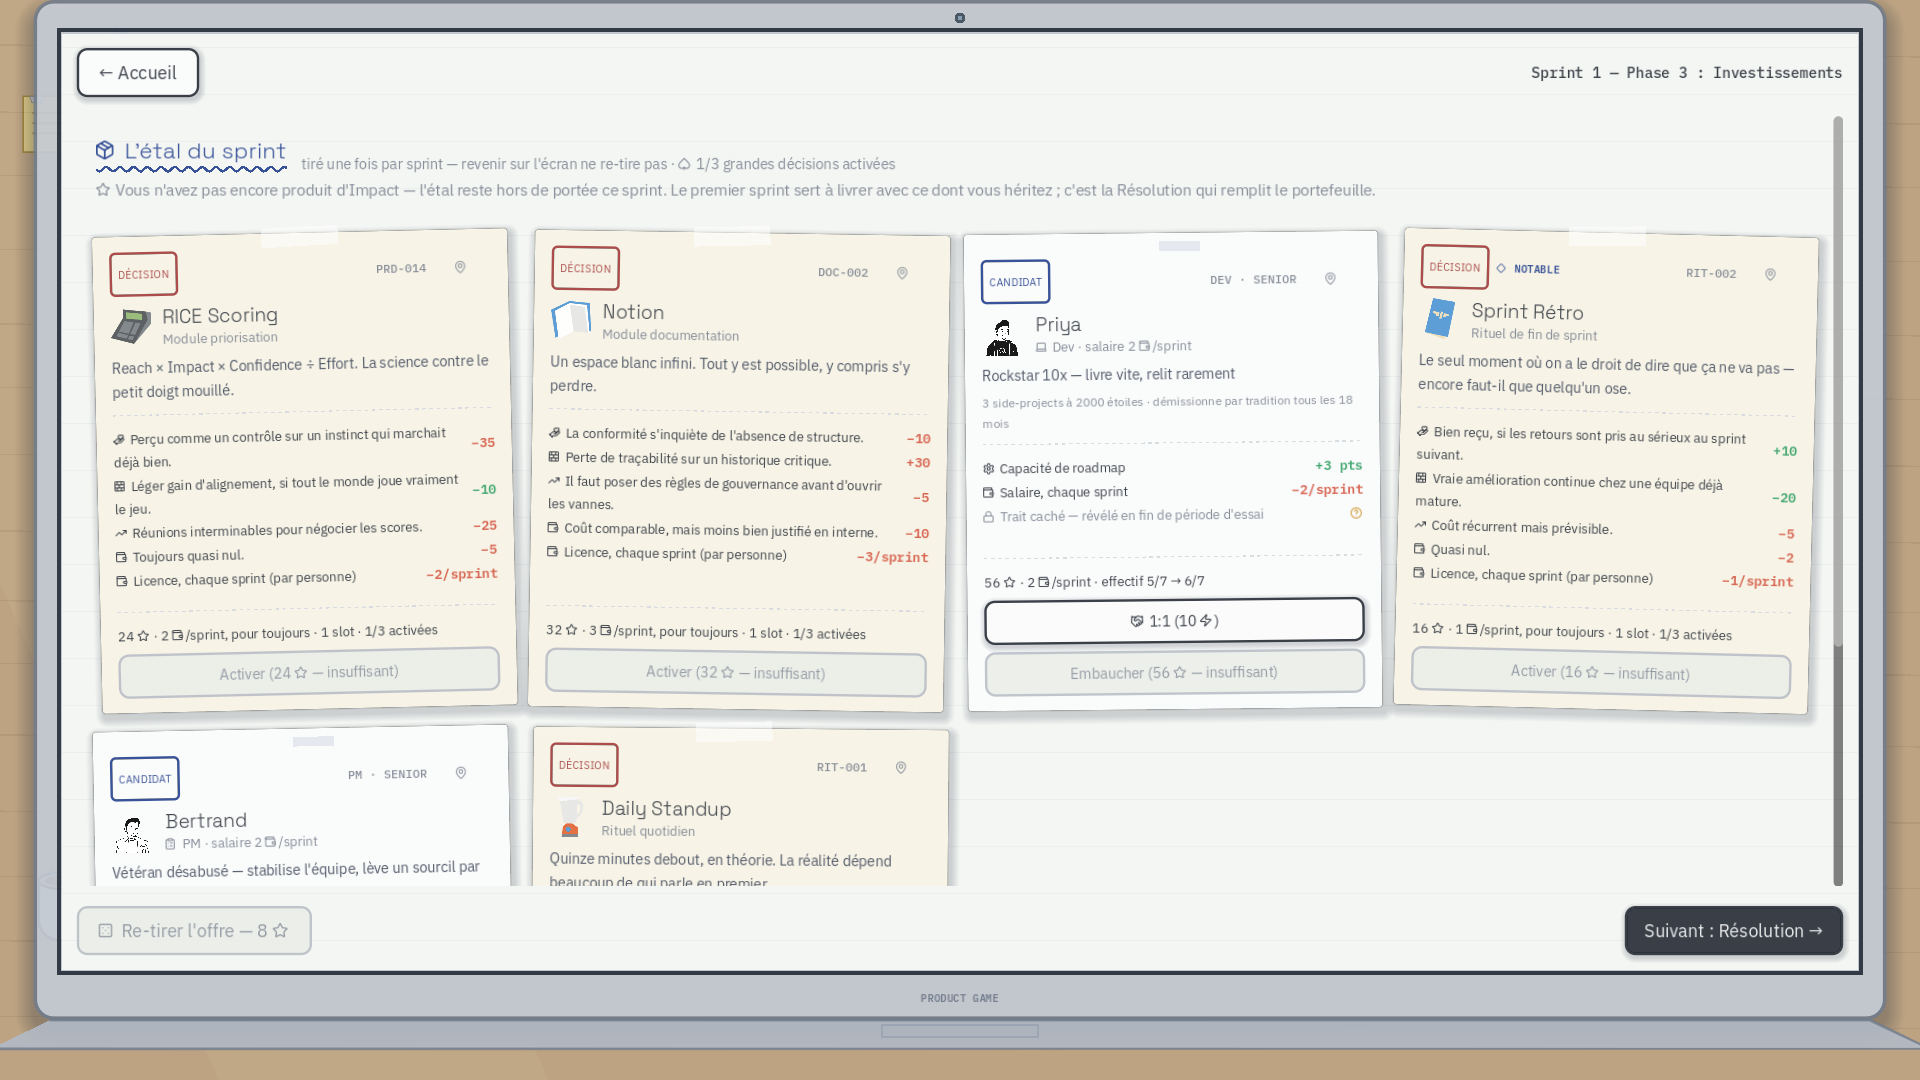 ← Accueil
Sprint 1 — Phase 3 : Investissements
L'étal du sprint
tiré une fois par sprint — revenir sur l'écran ne re-tire pas · 1/3 grandes décisions activées
Vous n'avez pas encore produit d'Impact — l'étal reste hors de portée ce sprint. Le premier sprint sert à livrer avec ce dont vous héritez ; c'est la Résolution qui remplit le portefeuille.
DÉCISION
PRD-014
RICE Scoring
Module priorisation
Reach × Impact × Confidence ÷ Effort. La science contre le
petit doigt mouillé.
Perçu comme un contrôle sur un instinct qui marchait
déjà bien.
-35
Léger gain d'alignement, si tout le monde joue vraiment
le jeu.
-10
Réunions interminables pour négocier les scores.
-25
Toujours quasi nul.
-5
Licence, chaque sprint (par personne)
-2/sprint
24 · 2 /sprint, pour toujours · 1 slot · 1/3 activées
Activer (24 — insuffisant)
DÉCISION
DOC-002
Notion
Module documentation
Un espace blanc infini. Tout y est possible, y compris s'y
perdre.
La conformité s'inquiète de l'absence de structure.
-10
Perte de traçabilité sur un historique critique.
+30
Il faut poser des règles de gouvernance avant d'ouvrir
les vannes.
-5
Coût comparable, mais moins bien justifié en interne.
-10
Licence, chaque sprint (par personne)
-3/sprint
32 · 3 /sprint, pour toujours · 1 slot · 1/3 activées
Activer (32 — insuffisant)
CANDIDAT
DEV · SENIOR
Priya
Dev · salaire 2 /sprint
Rockstar 10x — livre vite, relit rarement
3 side-projects à 2000 étoiles · démissionne par tradition tous les 18
mois
Capacité de roadmap
+3 pts
Salaire, chaque sprint
-2/sprint
Trait caché — révélé en fin de période d'essai
56 · 2 /sprint · effectif 5/7 → 6/7
1:1 (10 )
Embaucher (56 — insuffisant)
DÉCISION
NOTABLE
RIT-002
Sprint Rétro
Rituel de fin de sprint
Le seul moment où on a le droit de dire que ça ne va pas —
encore faut-il que quelqu'un ose.
Bien reçu, si les retours sont pris au sérieux au sprint
suivant.
+10
Vraie amélioration continue chez une équipe déjà
mature.
-20
Coût récurrent mais prévisible.
-5
Quasi nul.
-2
Licence, chaque sprint (par personne)
-1/sprint
16 · 1 /sprint, pour toujours · 1 slot · 1/3 activées
Activer (16 — insuffisant)
CANDIDAT
PM · SENIOR
Bertrand
PM · salaire 2 /sprint
Vétéran désabusé — stabilise l'équipe, lève un sourcil par
DÉCISION
RIT-001
Daily Standup
Rituel quotidien
Quinze minutes debout, en théorie. La réalité dépend
beaucoup de qui parle en premier.
Re-tirer l'offre — 8
Suivant : Résolution →
PRODUCT GAME